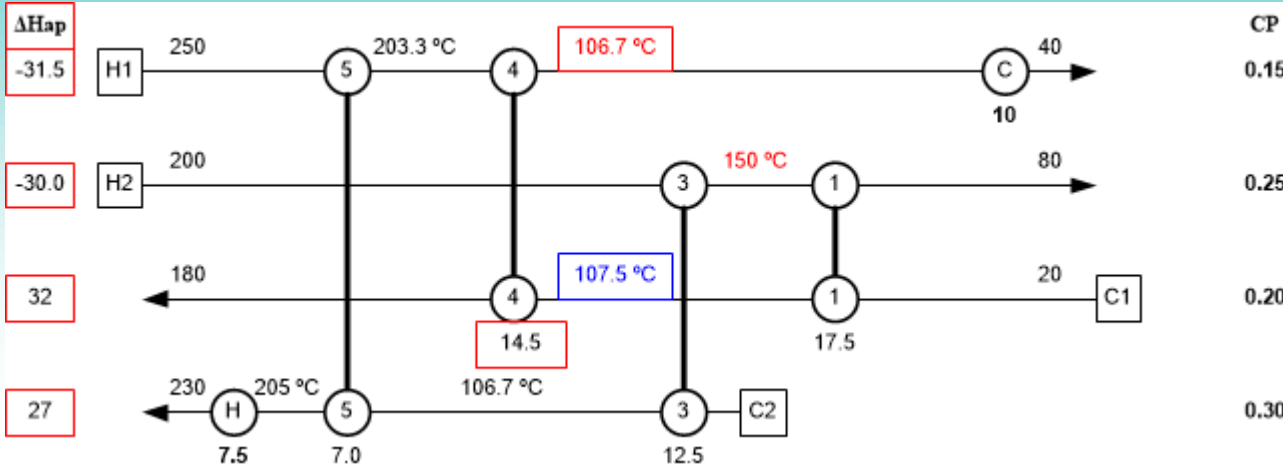 ΔHap CP
250 203.3 ºC 106.7 ºC 40
-31.5 H1 5 4 C 0.15
10
200 150 ºC 80
-30.0 H2 3 1 0.25
180 107.5 ºC 20
32 4 1 C1 0.20
14.5 17.5
230 205 ºC 106.7 ºC
27 H 5 3 C2 0.30
7.5 7.0 12.5